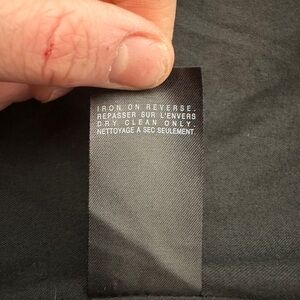 IRON ON REVERSE.
REPASSER SUR L'ENVERS
DRY CLEAN ONLY.
NETTOYAGE A SEC SEULEMENT.